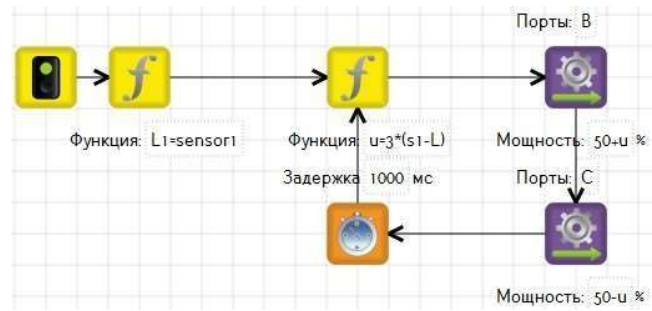 Порты: B
Функция: L1=sensor1
Функция: u=3*(s1-L)
Мощность: 50+u %
Задержка 1000 мс
Порты: C
Мощность: 50-u %